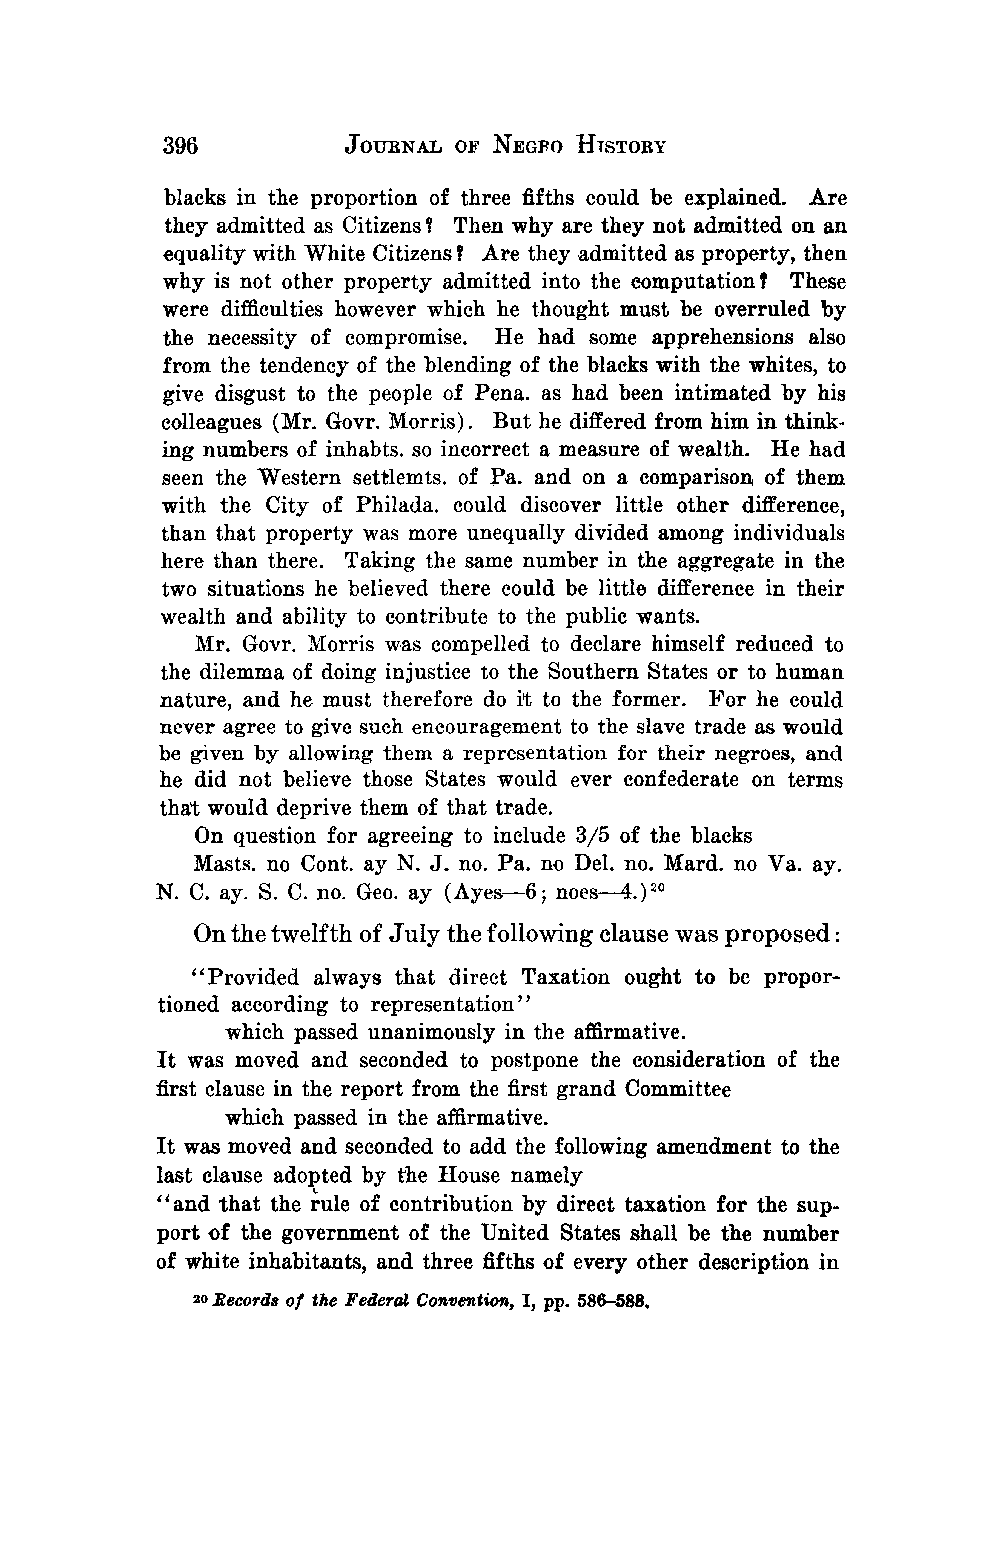 396 JOURNAL OF NEGRO HISTORY
blacks in the proportion of three fifths could be explained. Are
they admitted as Citizens? Then why are they not admitted on an
equality with White Citizens? Are they admitted as property, then
why is not other property admitted into the computation? These
were difficulties however which he thought must be overruled by
the necessity of compromise. He had some apprehensions also
from the tendency of the blending of the blacks with the whites, to
give disgust to the people of Pena. as had been intimated by his
colleagues (Mr. Govr. Morris). But he differed from him in think-
ing numbers of inhabts. so incorrect a measure of wealth. He had
seen the Western settlemts. of Pa. and on a comparison of them
with the City of Philada. could discover little other difference,
than that property was more unequally divided among individuals
here than there. Taking the same number in the aggregate in the
two situations he believed there could be little difference in their
wealth and ability to contribute to the public wants.
Mr. Govr. Morris was compelled to declare himself reduced to
the dilemma of doing injustice to the Southern States or to human
nature, and he must therefore do it to the former. For he could
never agree to give such encouragement to the slave trade as would
be given by allowing them a representation for their negroes, and
he did not believe those States would ever confederate on terms
that would deprive them of that trade.
On question for agreeing to include 3/5 of the blacks
Masts. no Cont. ay N. J. no. Pa. no Del. no. Mard. no Va. ay.
N. C. ay. S. C. no. Geo. ay (Ayes—6; noes—4.)20
On the twelfth of July the following clause was proposed:
"Provided always that direct Taxation ought to be propor-
tioned according to representation"
which passed unanimously in the affirmative.
It was moved and seconded to postpone the consideration of the
first clause in the report from the first grand Committee
which passed in the affirmative.
It was moved and seconded to add the following amendment to the
last clause adopted by the House namely
"and that the rule of contribution by direct taxation for the sup-
port of the government of the United States shall be the number
of white inhabitants, and three fifths of every other description in
20 Records of the Federal Convention, I, pp. 586–588.